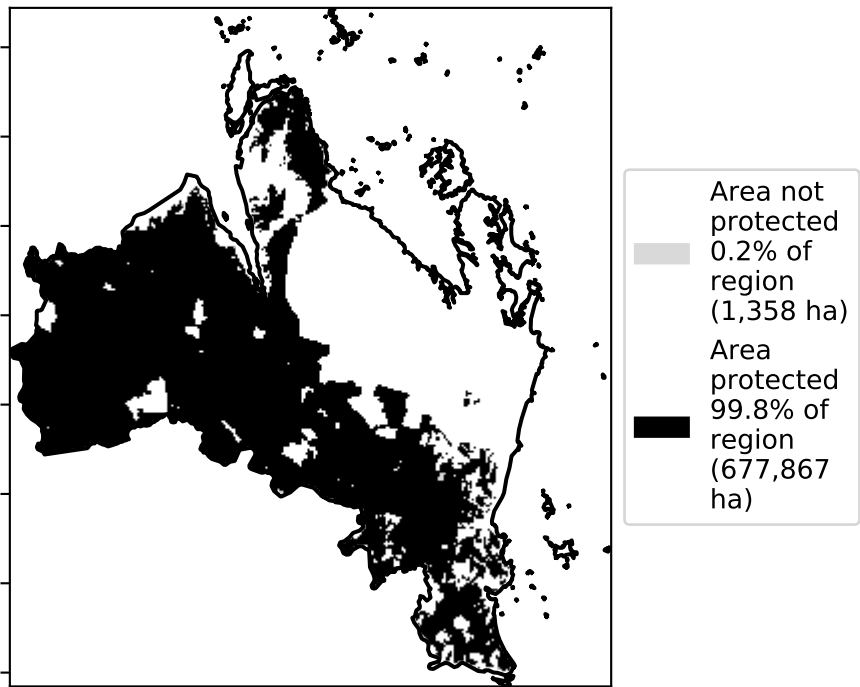 Area not
protected
0.2% of
region
(1,358 ha)
Area
protected
99.8% of
region
(677,867
ha)